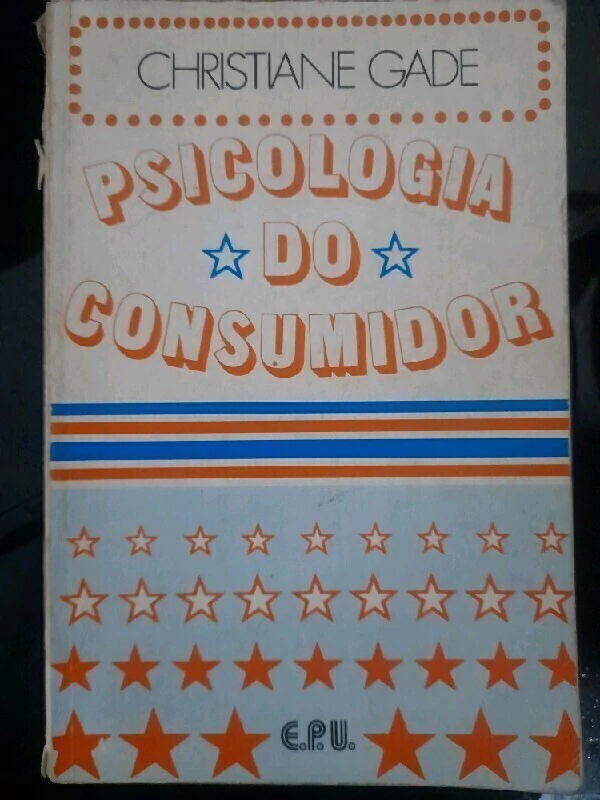 CHRISTIANE GADE
PSICOLOGIA
DO
CONSUMIDOR
E.P.U.